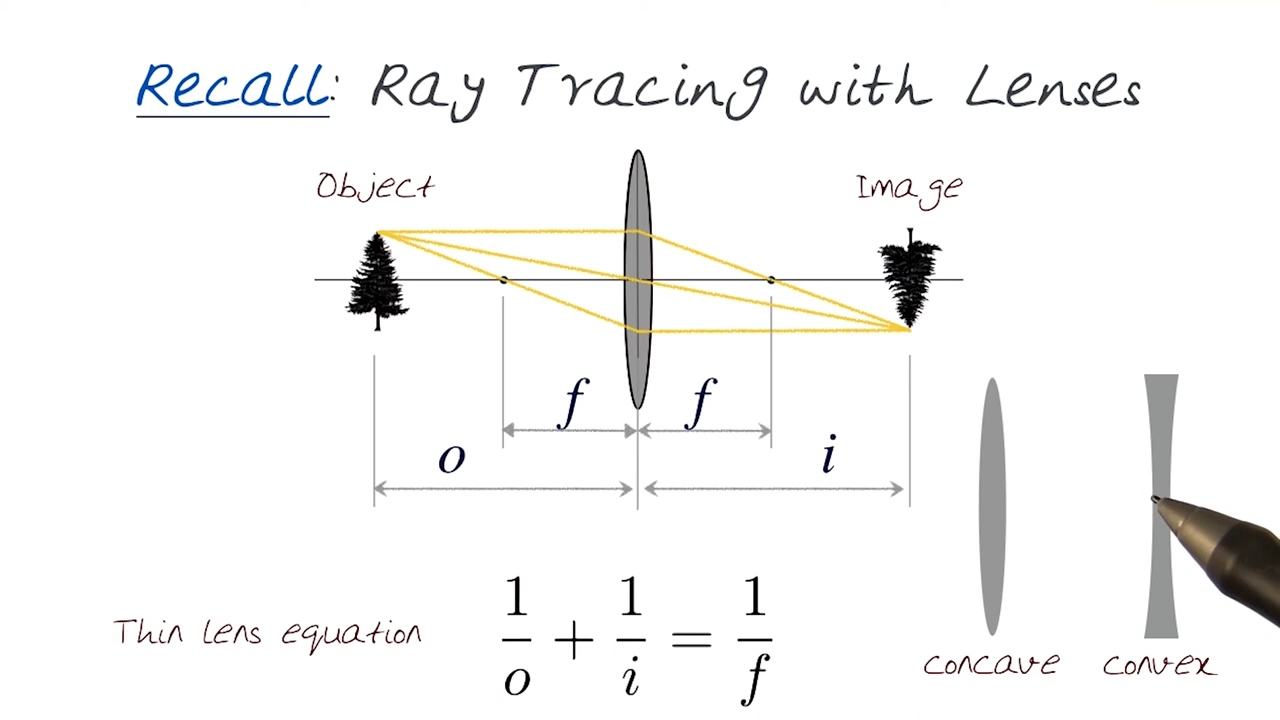 Recall: Ray Tracing with Lenses
Object
Image
f f
o i
Thin lens equation
1/o + 1/i = 1/f
concave convex